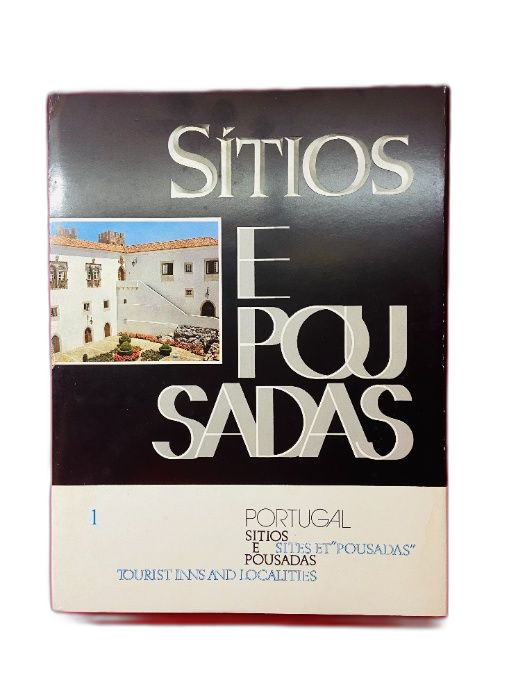 SÍTIOS
E
POU
SADAS
1
PORTUGAL
SITIOS
E SITES ET "POUSADAS"
POUSADAS
TOURIST INNS AND LOCALITIES